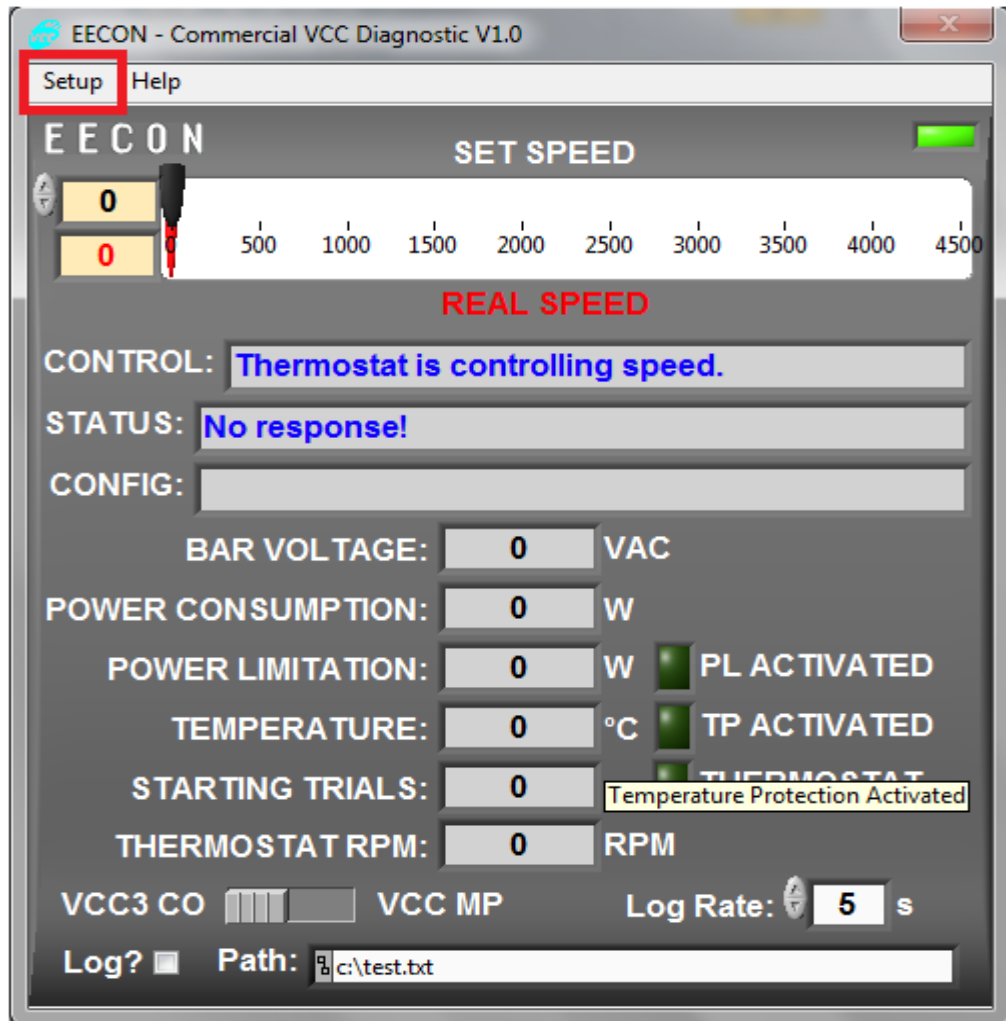 EECON - Commercial VCC Diagnostic V1.0
Setup Help
EECON
SET SPEED
0
0
0 500 1000 1500 2000 2500 3000 3500 4000 4500
REAL SPEED
CONTROL: Thermostat is controlling speed.
STATUS: No response!
CONFIG:
BAR VOLTAGE: 0 VAC
POWER CONSUMPTION: 0 W
POWER LIMITATION: 0 W PL ACTIVATED
TEMPERATURE: 0 °C TP ACTIVATED
STARTING TRIALS: 0 THERMOSTAT
Temperature Protection Activated
THERMOSTAT RPM: 0 RPM
VCC3 CO VCC MP Log Rate: 5 s
Log? Path: c:\test.txt